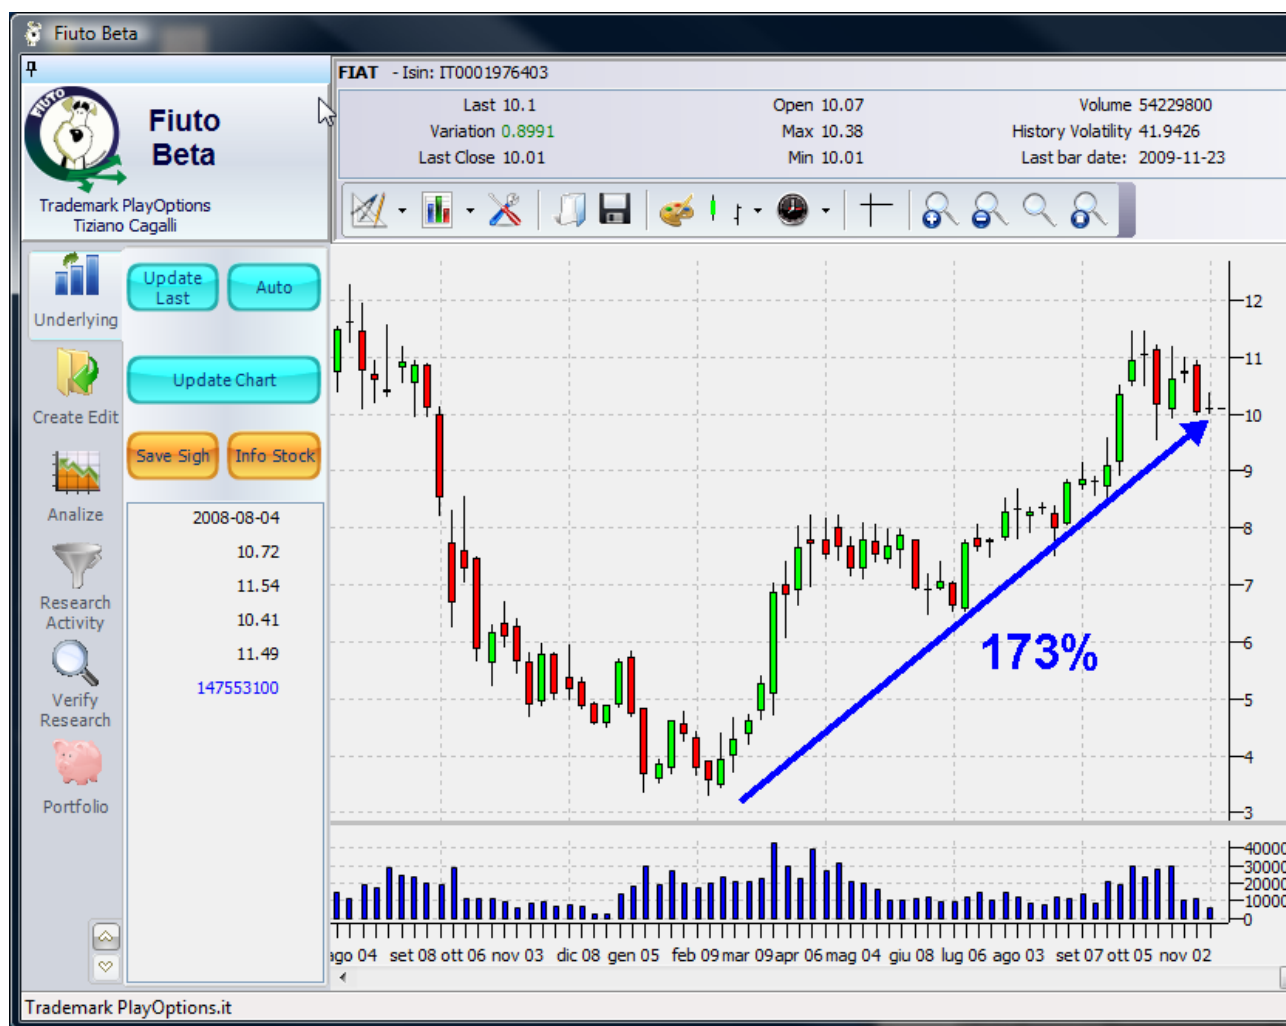 Fiuto Beta
FIUTO
Fiuto
Beta
Trademark PlayOptions
Tiziano Cagalli
FIAT - Isin: IT0001976403
Last 10.1 Open 10.07 Volume 54229800
Variation 0.8991 Max 10.38 History Volatility 41.9426
Last Close 10.01 Min 10.01 Last bar date: 2009-11-23
Underlying
Create Edit
Analize
Research
Activity
Verify
Research
Portfolio
Update
Last
Auto
Update Chart
Save Sigh
Info Stock
2008-08-04
10.72
11.54
10.41
11.49
147553100
12
11
10
9
8
7
6
5
4
3
173%
40000
30000
20000
10000
0
ago 04 set 08 ott 06 nov 03 dic 08 gen 05 feb 09 mar 09 apr 06 mag 04 giu 08 lug 06 ago 03 set 07 ott 05 nov 02
Trademark PlayOptions.it